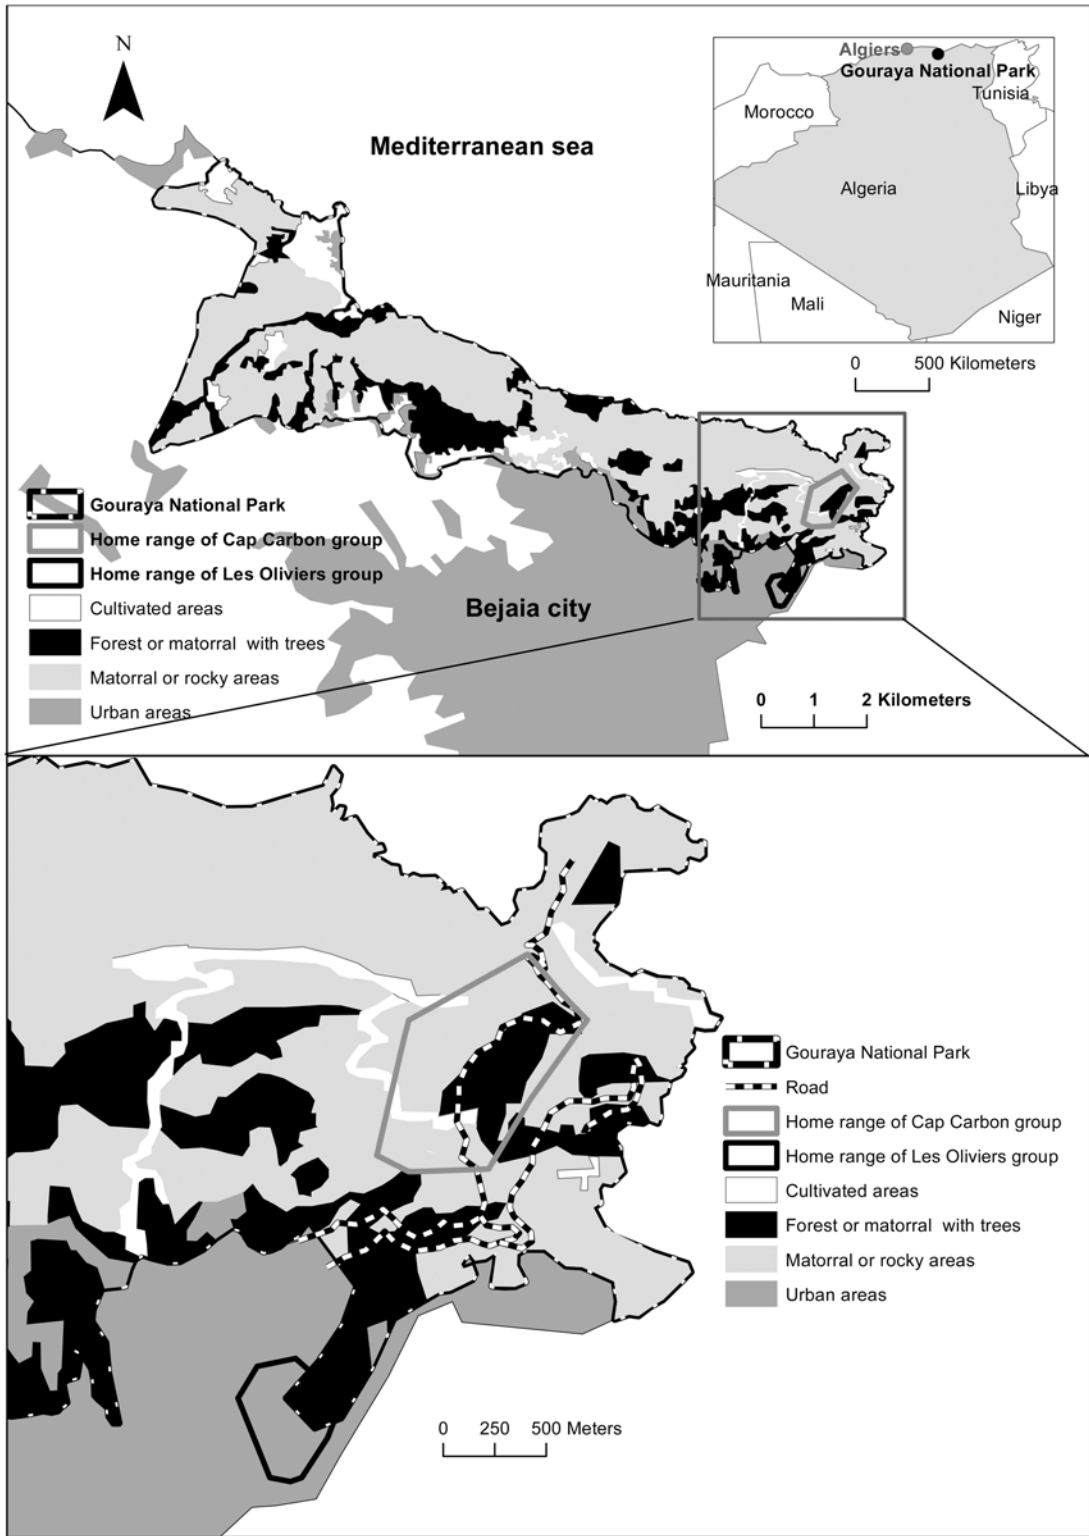 N
Mediterranean sea
Algiers
Gouraya National Park
Tunisia
Morocco
Algeria
Libya
Mauritania
Mali
Niger
0 500 Kilometers
Gouraya National Park
Home range of Cap Carbon group
Home range of Les Oliviers group
Cultivated areas
Forest or matorral with trees
Matorral or rocky areas
Urban areas
Bejaia city
0 1 2 Kilometers
Gouraya National Park
Road
Home range of Cap Carbon group
Home range of Les Oliviers group
Cultivated areas
Forest or matorral with trees
Matorral or rocky areas
Urban areas
0 250 500 Meters